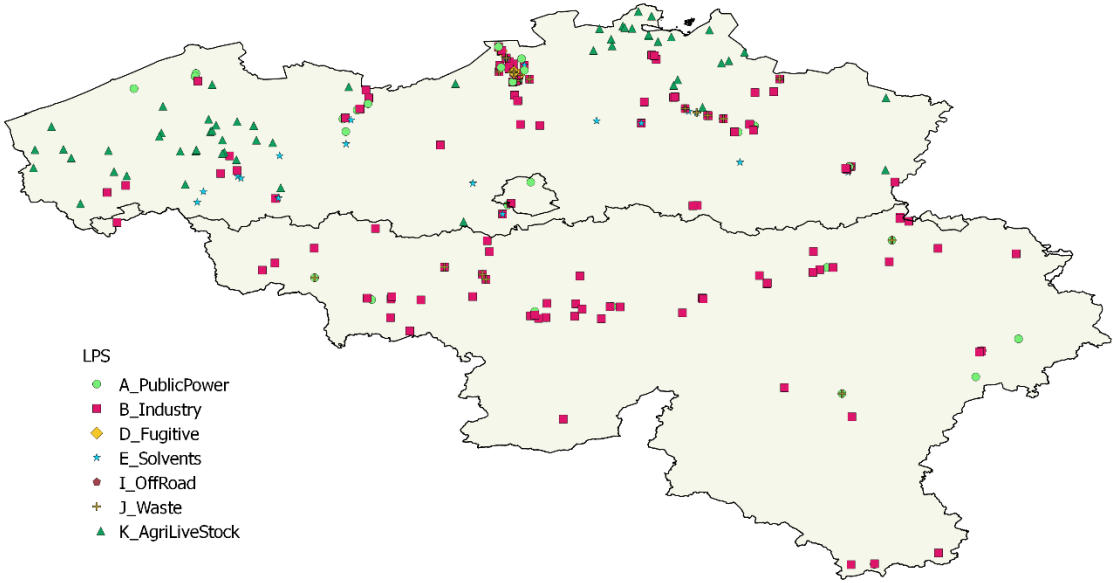 LPS
A_PublicPower
B_Industry
D_Fugitive
E_Solvents
I_OffRoad
J_Waste
K_AgriLiveStock